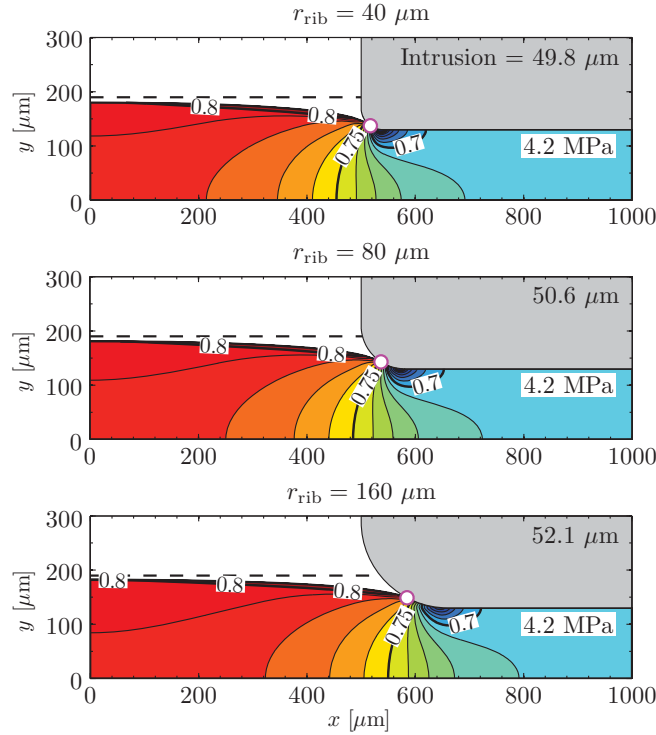 r_rib = 40 μm
300
200
100
0
y [μm]
Intrusion = 49.8 μm
0.8
0.8
0.75
0.7
4.2 MPa
0 200 400 600 800 1000
r_rib = 80 μm
300
200
100
0
y [μm]
50.6 μm
0.8
0.8
0.75
0.7
4.2 MPa
0 200 400 600 800 1000
r_rib = 160 μm
300
200
100
0
y [μm]
52.1 μm
0.8
0.8
0.8
0.75
0.7
4.2 MPa
0 200 400 600 800 1000
x [μm]